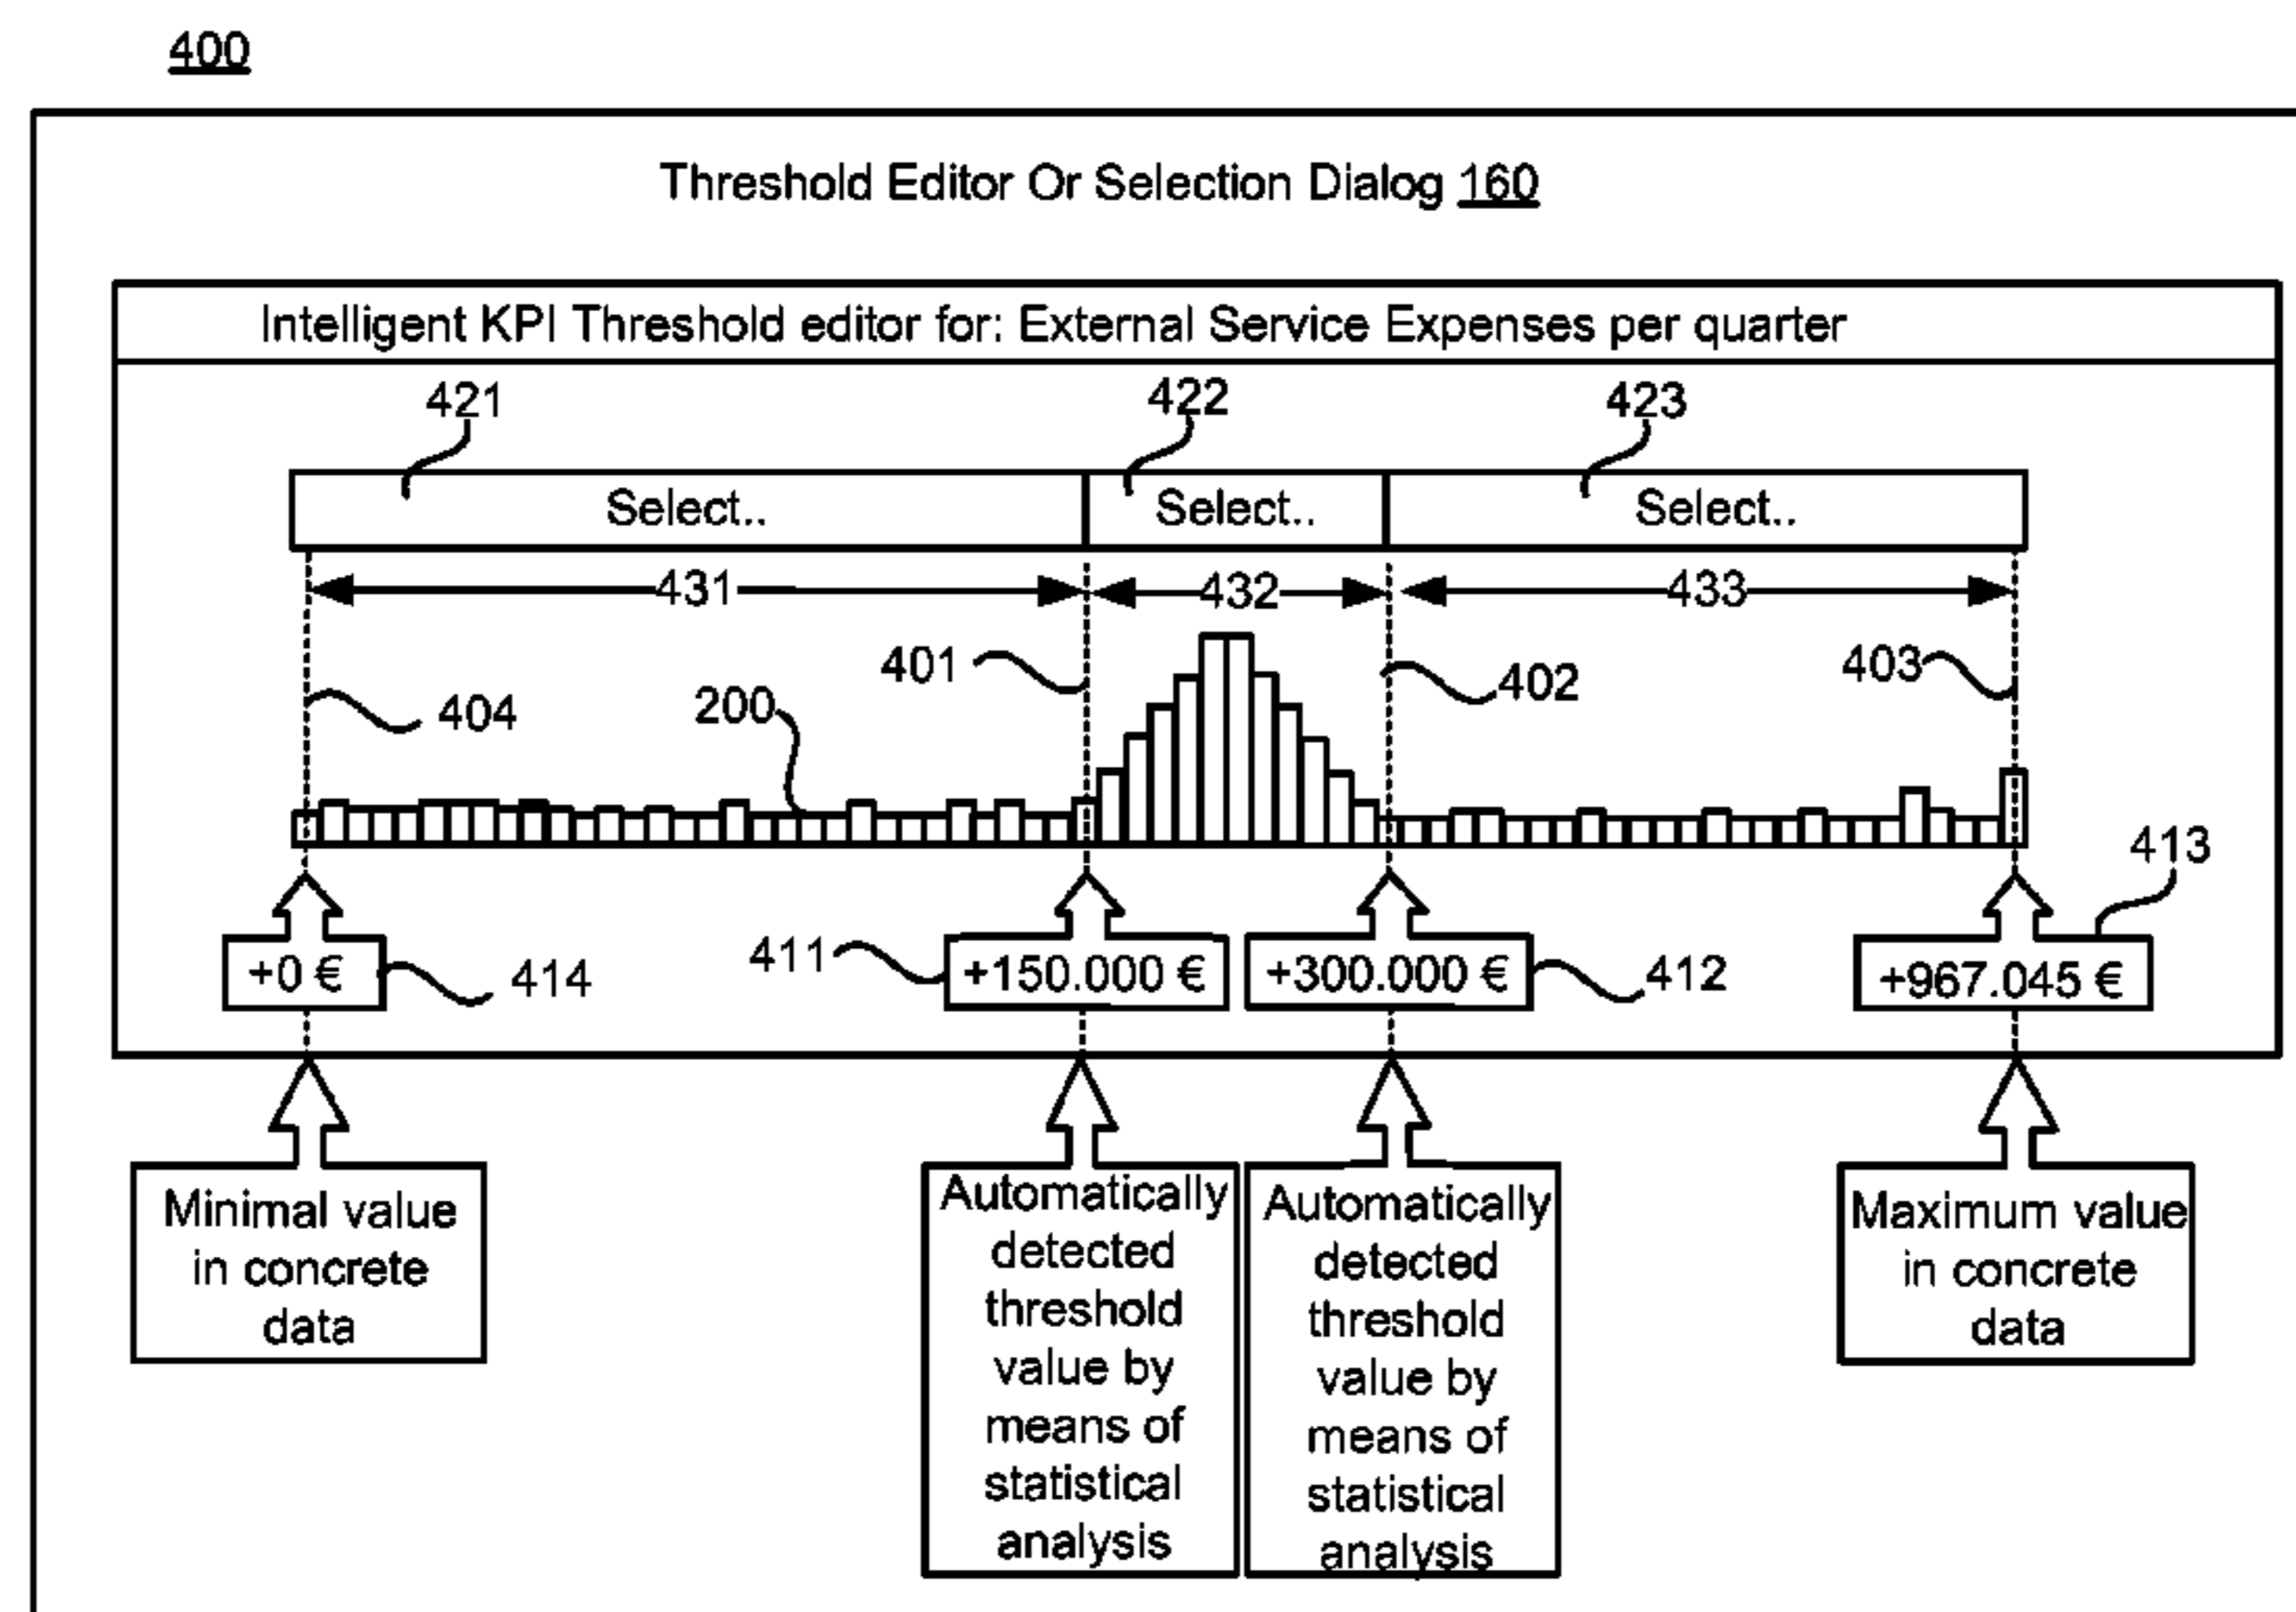 400
Threshold Editor Or Selection Dialog 160
Intelligent KPI Threshold editor for: External Service Expenses per quarter
421
422
423
Select..
Select..
Select..
431
432
433
401
402
403
404
200
413
411
412
414
+0 €
+150.000 €
+300.000 €
+967.045 €
Minimal value
in concrete
data
Automatically
detected
threshold
value by
means of
statistical
analysis
Automatically
detected
threshold
value by
means of
statistical
analysis
Maximum value
in concrete
data